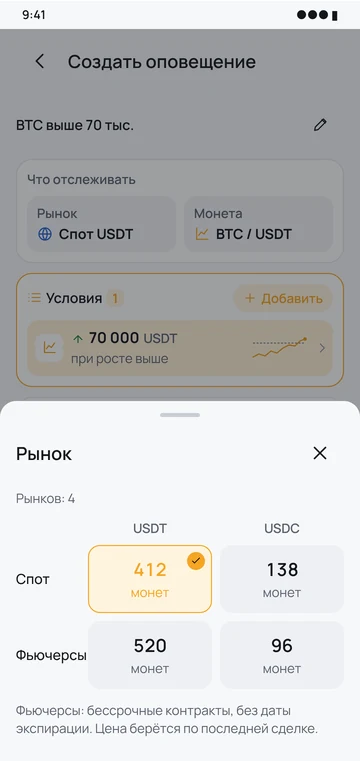 9:41
Создать оповещение
BTC выше 70 тыс.
Что отслеживать
Рынок
Монета
Спот USDT
BTC / USDT
Условия 1
+ Добавить
70 000 USDT
при росте выше
Рынок
Рынков: 4
USDT
USDC
Спот
412
монет
138
монет
Фьючерсы
520
монет
96
монет
Фьючерсы: бессрочные контракты, без даты
экспирации. Цена берётся по последней сделке.